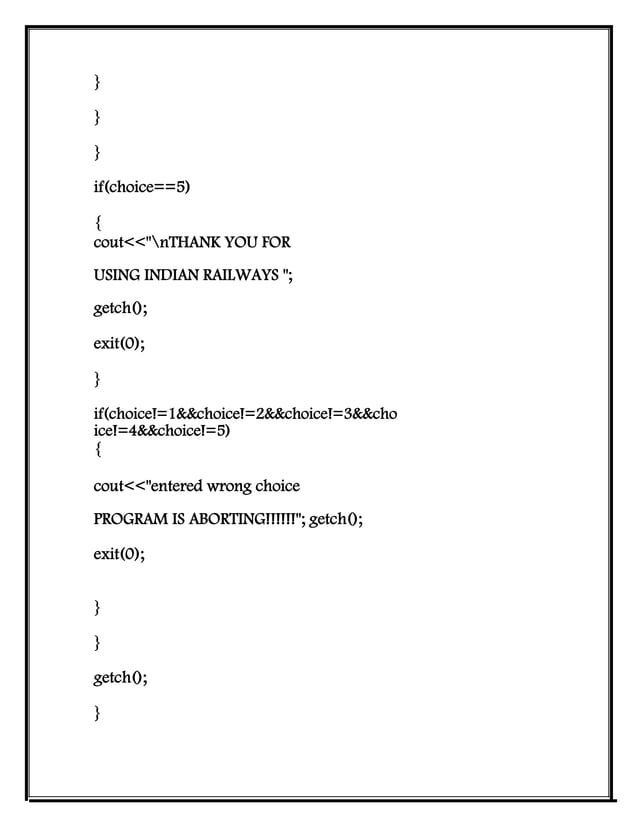 }
}
}
if(choice==5)
{
cout<<"\nTHANK YOU FOR
USING INDIAN RAILWAYS ";
getch();
exit(0);
}
if(choice!=1&&choice!=2&&choice!=3&&cho
ice!=4&&choice!=5)
{
cout<<"entered wrong choice
PROGRAM IS ABORTING!!!!!!"; getch();
exit(0);
}
}
getch();
}